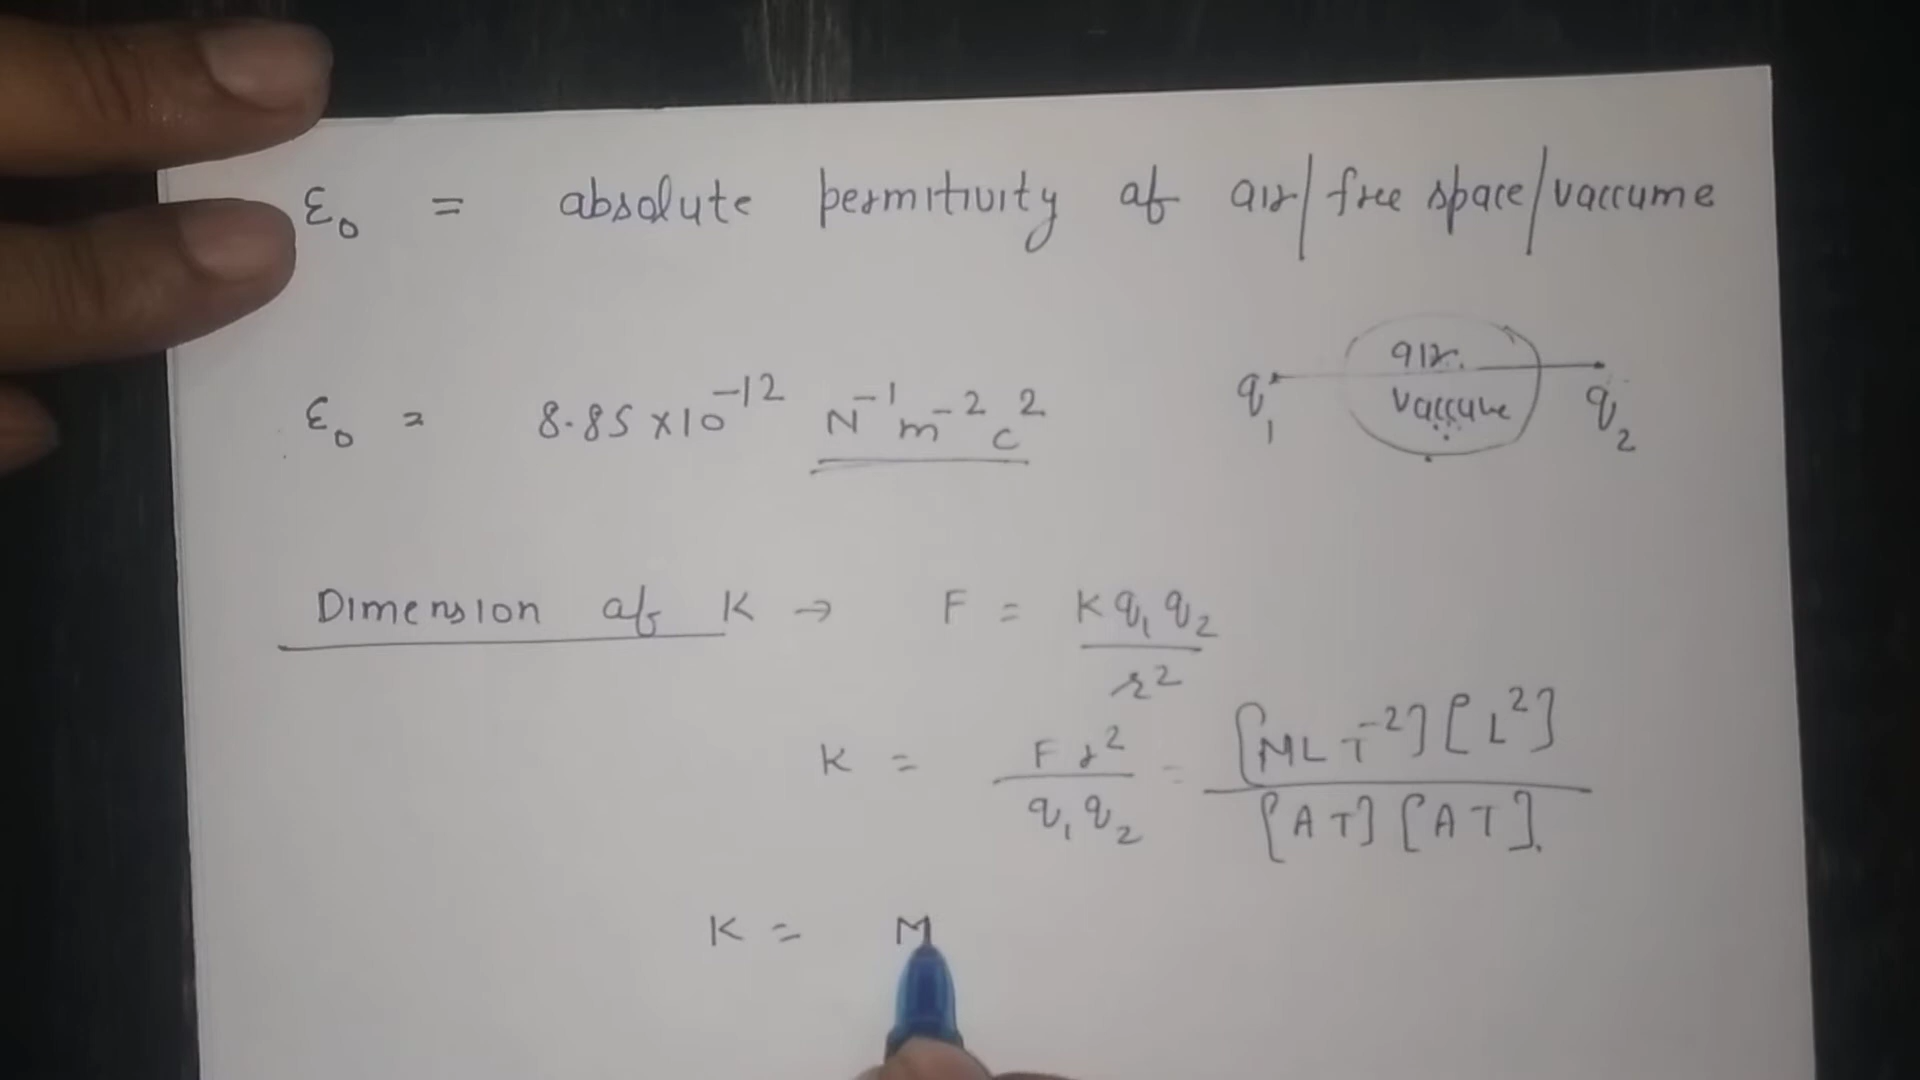 ε₀ = absolute permitivity of air/free space/vaccume
ε₀ = 8.85 x 10⁻¹² N⁻¹ m⁻² C²
q₁ air. vaccume q₂
Dimension of K → F = K q₁ q₂ / r²
K = F r² / q₁ q₂ = [MLT⁻²] [L²] / [AT] [AT].
K = M